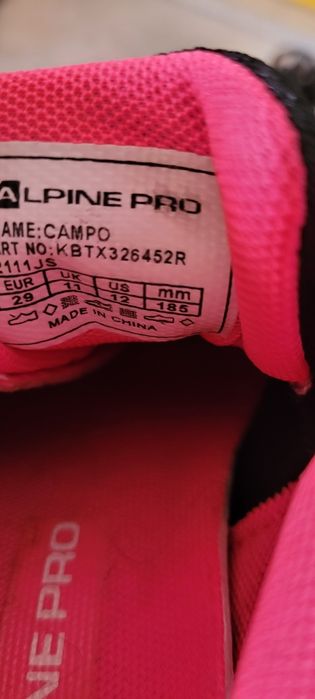 ALPINE PRO
AME:CAMPO
ART NO:KBTX326452R
2111JS
EUR UK US mm
29 11 12 185
MADE IN CHINA
NE PRO